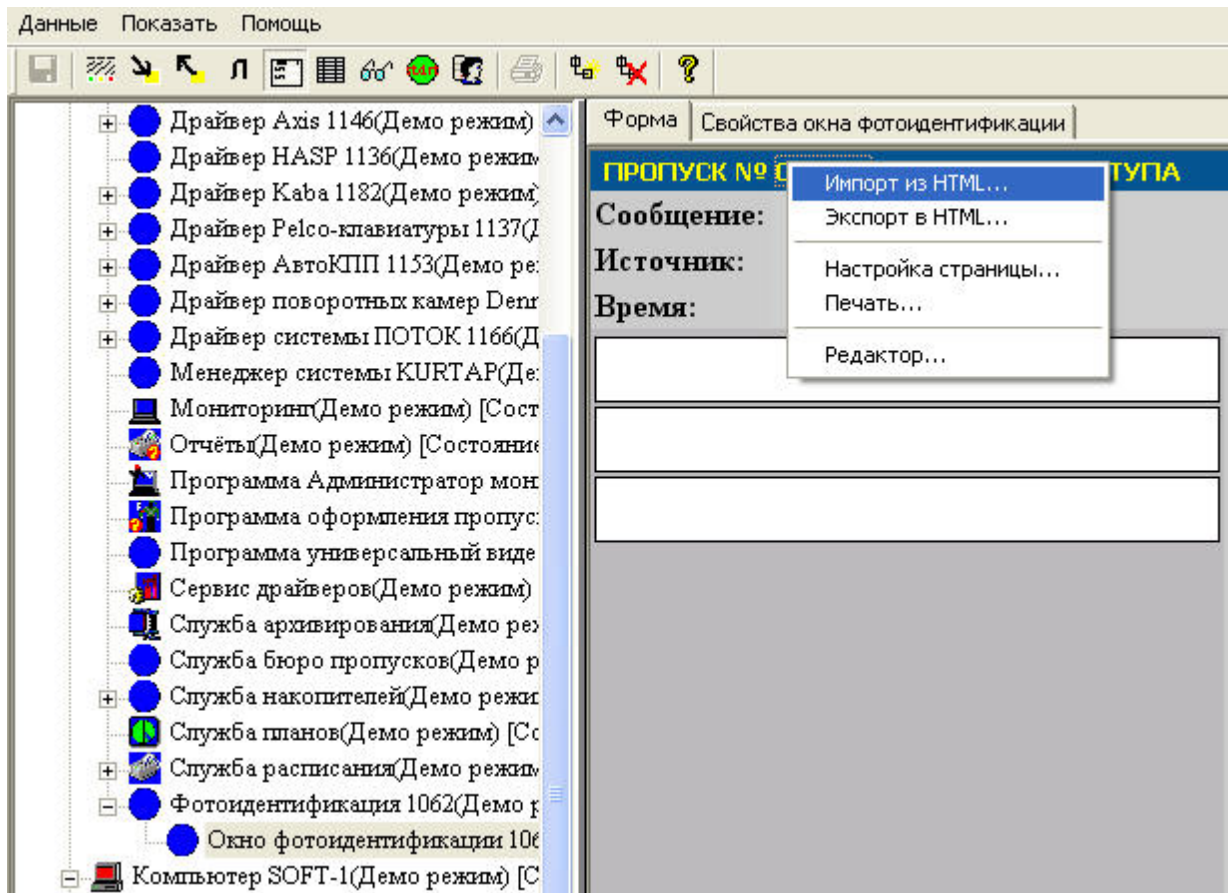 Данные Показать Помощь
Л
start
?
Драйвер Axis 1146(Демо режим)
Драйвер HASP 1136(Демо режим
Драйвер Kaba 1182(Демо режим)
Драйвер Pelco-клавиатуры 1137(Д
Драйвер АвтоКПП 1153(Демо ре
Драйвер поворотных камер Denn
Драйвер системы ПОТОК 1166(Д
Менеджер системы KURTAP(Де
Мониторинг(Демо режим) [Сост
Отчёты(Демо режим) [Состояние
Программа Администратор мон
Программа оформления пропус
Программа универсальный виде
Сервис драйверов(Демо режим)
Служба архивирования(Демо реж
Служба бюро пропусков(Демо р
Служба накопителей(Демо режи
Служба планов(Демо режим) [Со
Служба расписания(Демо режим
Фотоидентификация 1062(Демо р
Окно фотоидентификации 106
Компьютер SOFT-1(Демо режим) [С
Форма Свойства окна фотоидентификации
ПРОПУСК № ТУПА
Сообщение:
Источник:
Время:
Импорт из HTML...
Экспорт в HTML...
Настройка страницы...
Печать...
Редактор...